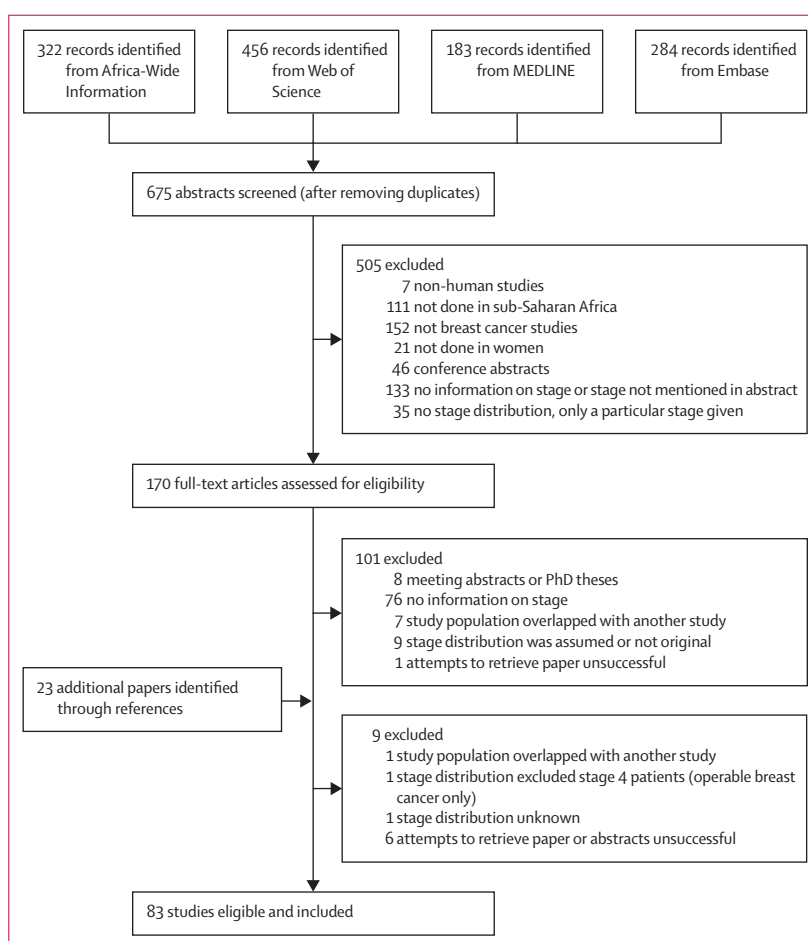 322 records identified
from Africa-Wide
Information
456 records identified
from Web of
Science
183 records identified
from MEDLINE
284 records identified
from Embase
675 abstracts screened (after removing duplicates)
505 excluded
7 non-human studies
111 not done in sub-Saharan Africa
152 not breast cancer studies
21 not done in women
46 conference abstracts
133 no information on stage or stage not mentioned in abstract
35 no stage distribution, only a particular stage given
170 full-text articles assessed for eligibility
101 excluded
8 meeting abstracts or PhD theses
76 no information on stage
7 study population overlapped with another study
9 stage distribution was assumed or not original
1 attempts to retrieve paper unsuccessful
23 additional papers identified
through references
9 excluded
1 study population overlapped with another study
1 stage distribution excluded stage 4 patients (operable breast
cancer only)
1 stage distribution unknown
6 attempts to retrieve paper or abstracts unsuccessful
83 studies eligible and included